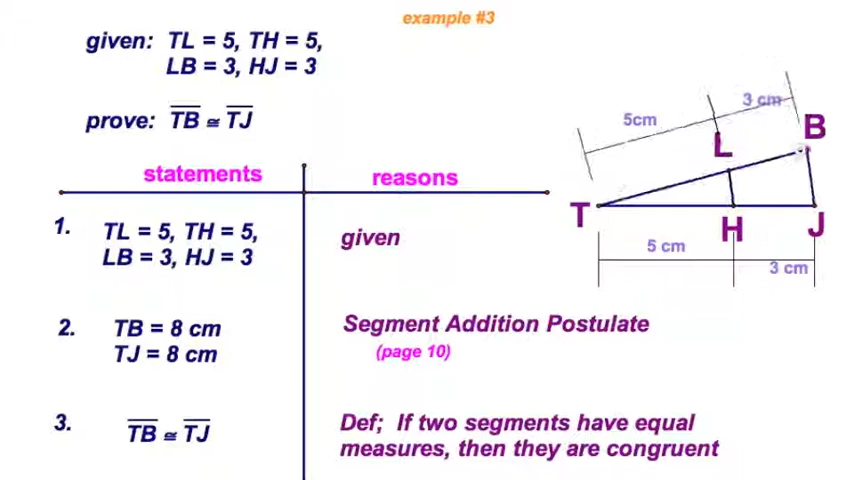 example #3
given: TL = 5, TH = 5,
LB = 3, HJ = 3
prove: TB ≅ TJ
statements
reasons
1. TL = 5, TH = 5,
LB = 3, HJ = 3
given
2. TB = 8 cm
TJ = 8 cm
Segment Addition Postulate
(page 10)
3. TB ≅ TJ
Def; If two segments have equal
measures, then they are congruent
3 cm
5cm
B
L
T
H
J
5 cm
3 cm